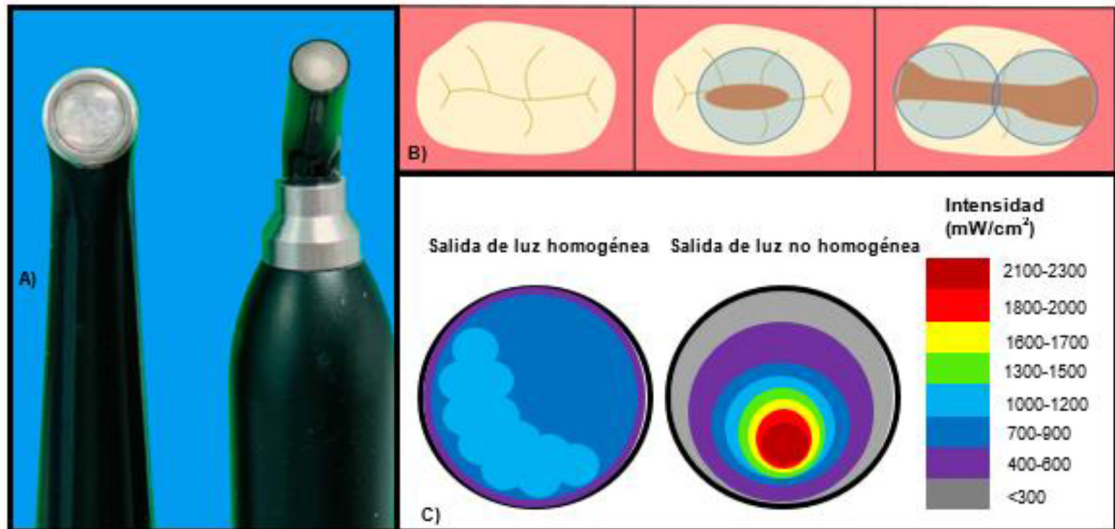 A)
B)
Salida de luz homogénea
Salida de luz no homogénea
Intensidad
(mW/cm²)
2100-2300
1800-2000
1600-1700
1300-1500
1000-1200
700-900
400-600
<300
C)